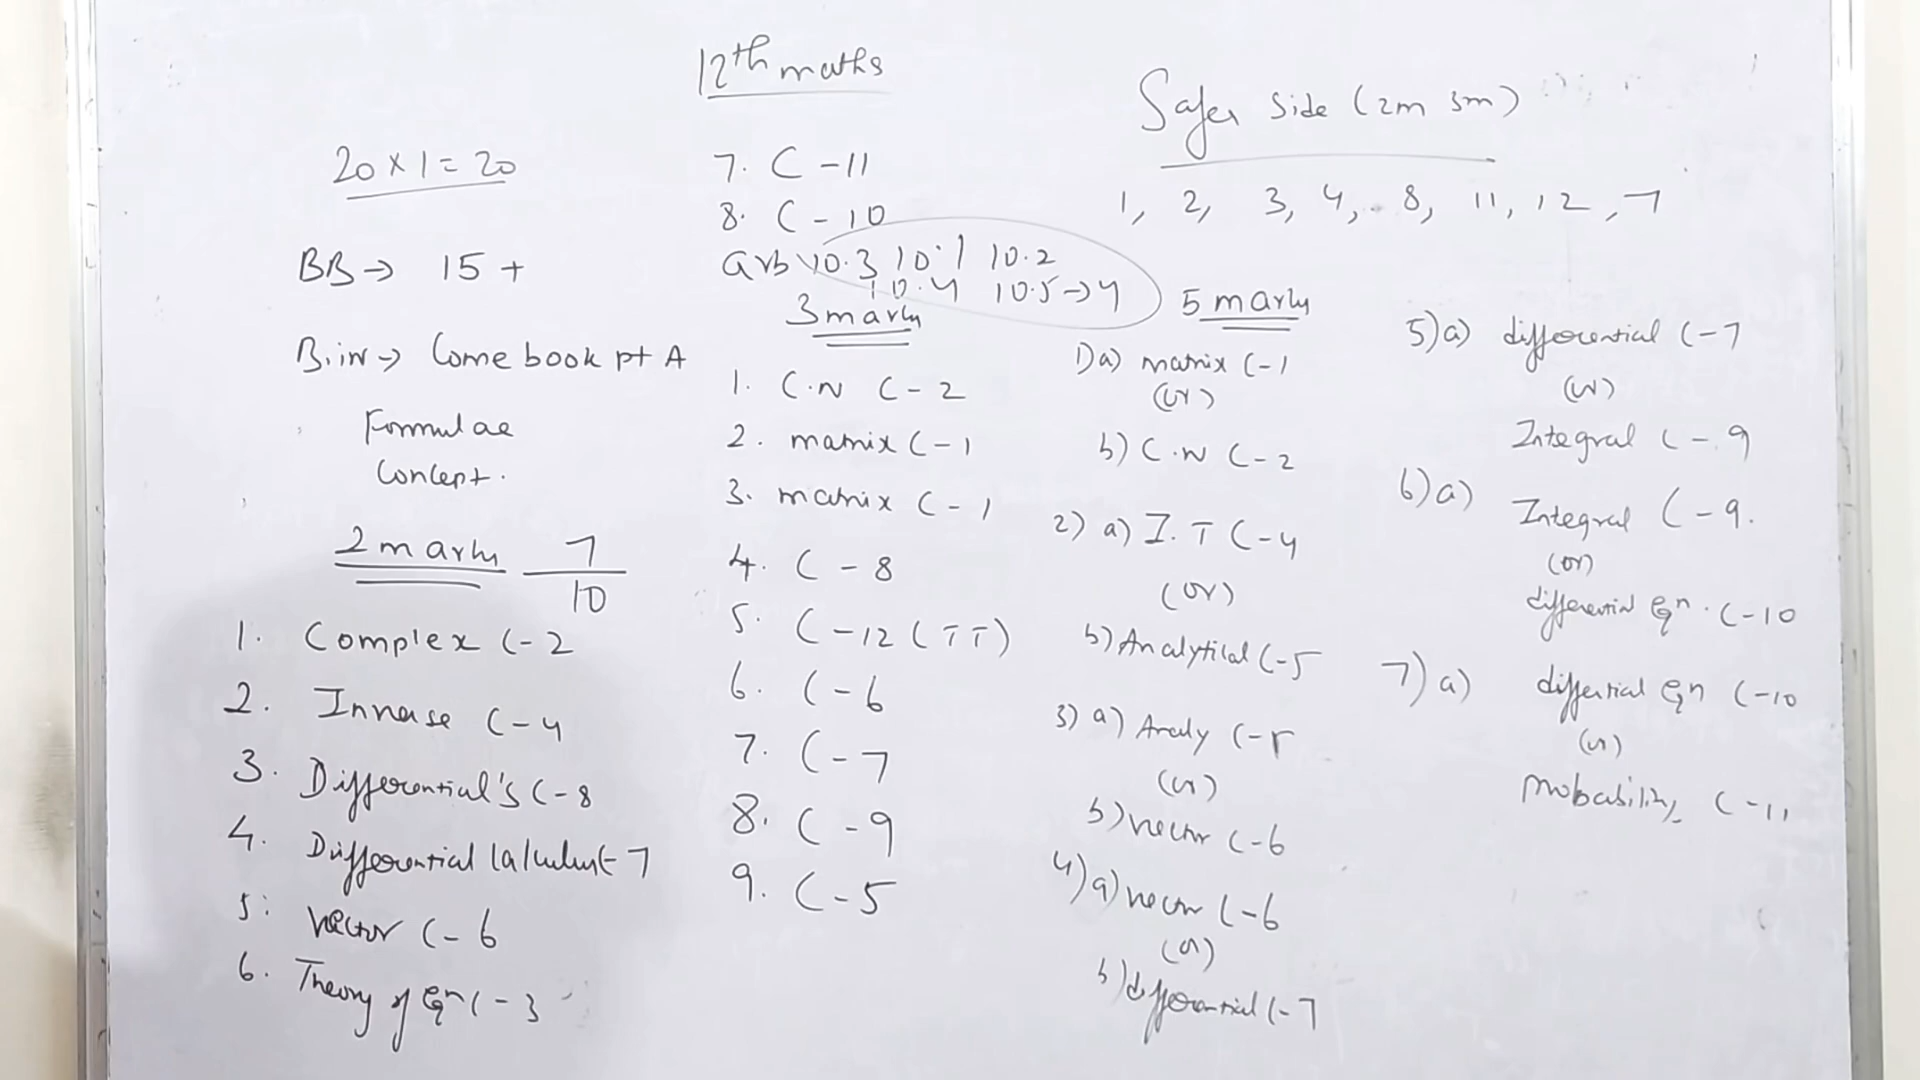 12th maths
20 x 1 = 20
BB → 15 +
B.in → Come book pt A
Formulae
Concept.
2 mark 7/10
1. Complex C-2
2. Inverse C-4
3. Differential's C-8
4. Differential Calculus C-7
5. Vector C-6
6. Theory of Eqn C-3
7. C-11
8. C-10
10.3 10.1 10.2
10.4 10.5 → 4
3 mark
1. C.N C-2
2. matrix C-1
3. matrix C-1
4. C-8
5. C-12 (TT)
6. C-6
7. C-7
8. C-9
9. C-5
Safer Side (2m 3m)
1, 2, 3, 4, 8, 11, 12, 7
5 mark
1) a) matrix C-1
(or)
b) C.N C-2
2) a) I.T C-4
(or)
b) Analytical C-5
3) a) Analy C-5
(or)
b) vector C-6
4) a) vector C-6
(or)
b) differential C-7
5) a) differential C-7
(or)
Integral C-9
6) a) Integral C-9.
(or)
differential Eqn. C-10
7) a) differtial Eqn C-10
(or)
Probability C-11